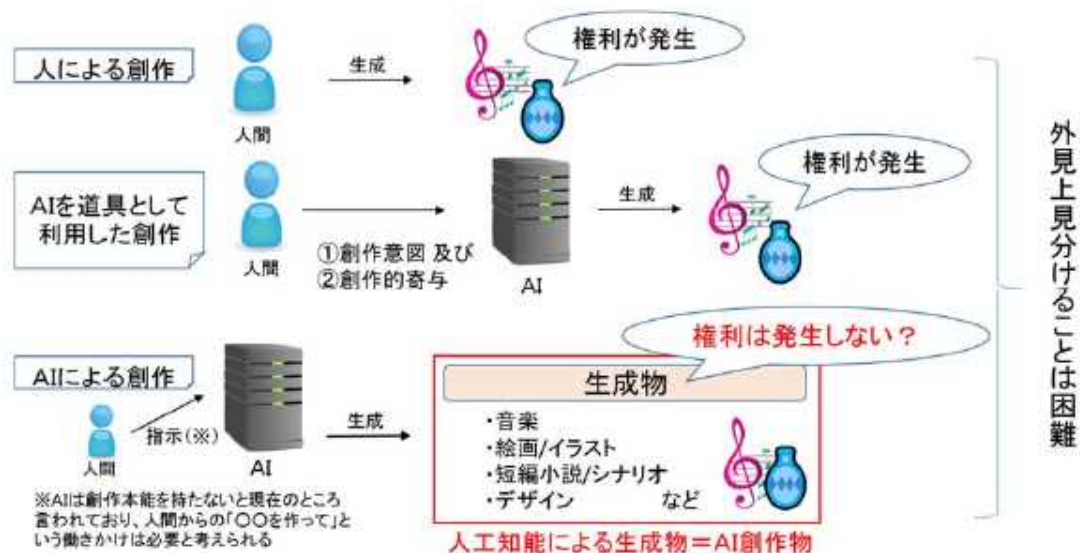 人による創作
人間
生成
権利が発生
AIを道具として
利用した創作
人間
①創作意図 及び
②創作的寄与
AI
生成
権利が発生
AIIによる創作
人間
指示(※)
AI
生成
権利は発生しない?
生成物
・音楽
・絵画/イラスト
・短編小説/シナリオ
・デザイン など
人工知能による生成物=AI創作物
※AIは創作本能を持たないと現在のところ
言われており、人間からの「〇〇を作って」と
いう働きかけは必要と考えられる
外見上見分けることは困難